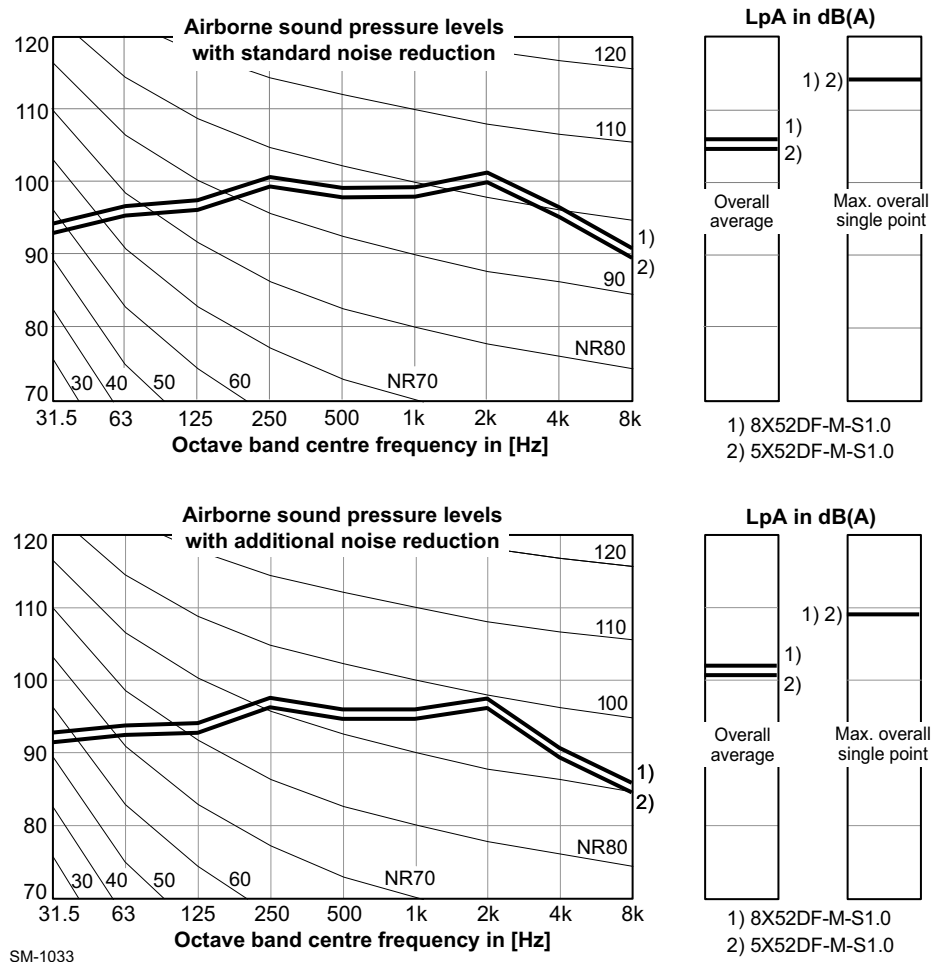 Airborne sound pressure levels
with standard noise reduction
LpA in dB(A)
120
110
100
90
80
70
120
110
90
NR80
NR70
60
50
40
30
1)
2)
31.5 63 125 250 500 1k 2k 4k 8k
Octave band centre frequency in [Hz]
1)
2)
1) 2)
Overall
average
Max. overall
single point
1) 8X52DF-M-S1.0
2) 5X52DF-M-S1.0
Airborne sound pressure levels
with additional noise reduction
LpA in dB(A)
120
110
100
90
80
70
120
110
100
NR80
NR70
60
50
40
30
1)
2)
31.5 63 125 250 500 1k 2k 4k 8k
Octave band centre frequency in [Hz]
1)
2)
1) 2)
Overall
average
Max. overall
single point
1) 8X52DF-M-S1.0
2) 5X52DF-M-S1.0
SM-1033